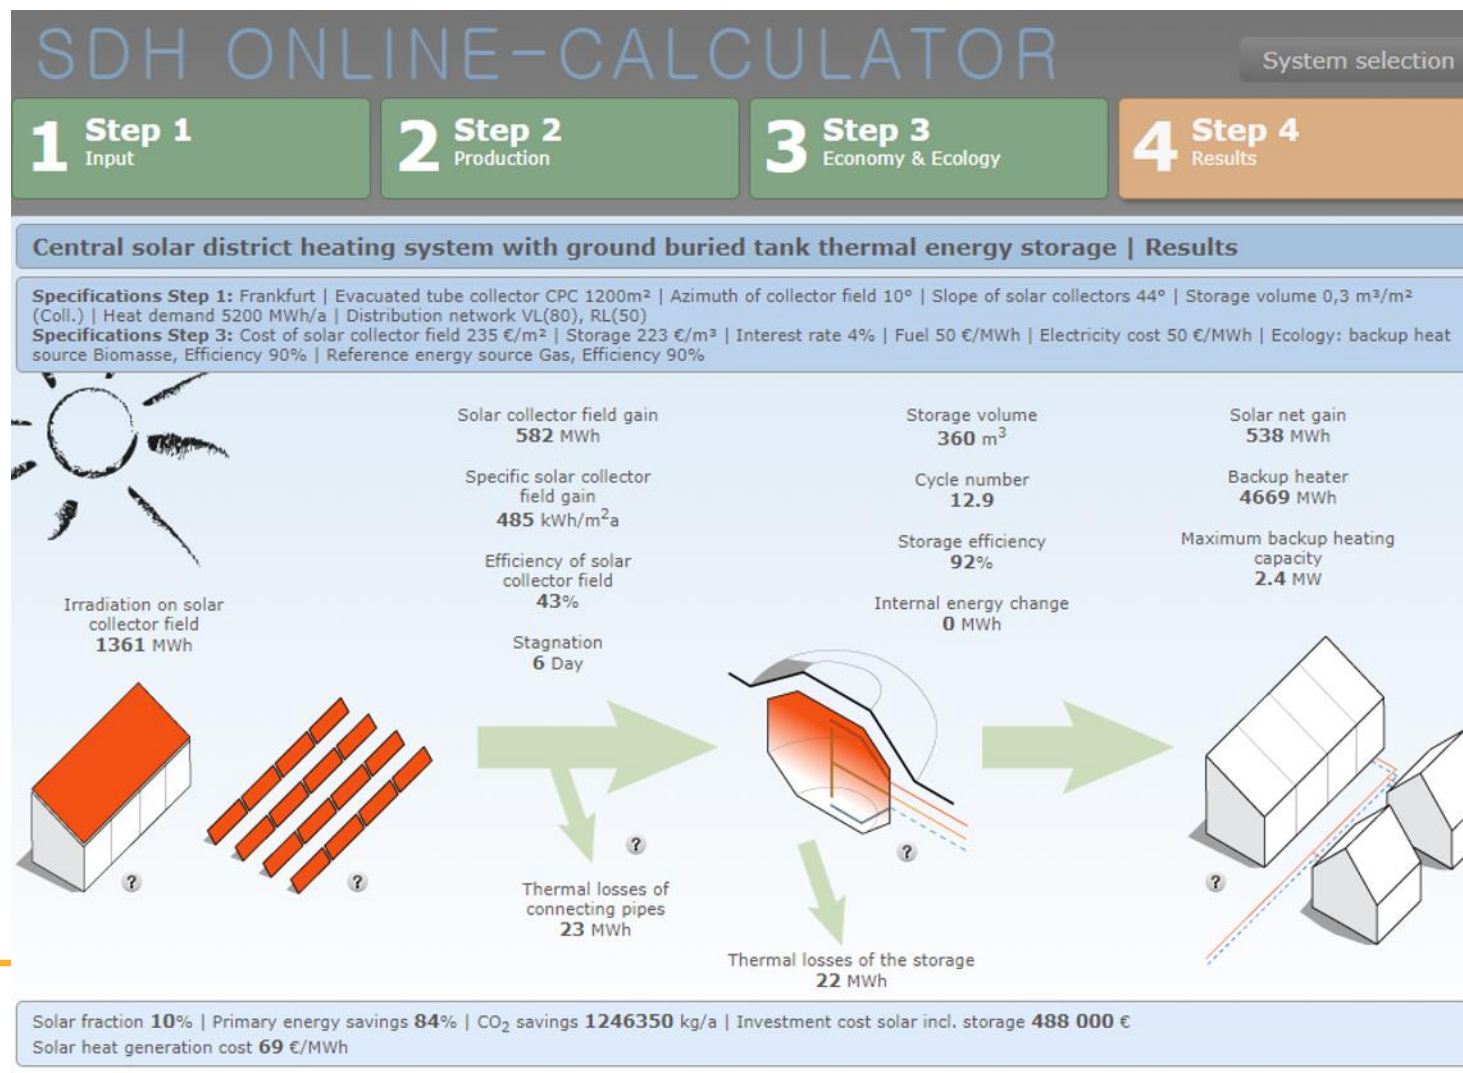 SDH ONLINE-CALCULATOR
System selection
1 Step 1
Input
2 Step 2
Production
3 Step 3
Economy & Ecology
4 Step 4
Results
Central solar district heating system with ground buried tank thermal energy storage | Results
Specifications Step 1: Frankfurt | Evacuated tube collector CPC 1200m² | Azimuth of collector field 10° | Slope of solar collectors 44° | Storage volume 0,3 m³/m²
(Coll.) | Heat demand 5200 MWh/a | Distribution network VL(80), RL(50)
Specifications Step 3: Cost of solar collector field 235 €/m² | Storage 223 €/m³ | Interest rate 4% | Fuel 50 €/MWh | Electricity cost 50 €/MWh | Ecology: backup heat
source Biomasse, Efficiency 90% | Reference energy source Gas, Efficiency 90%
Irradiation on solar
collector field
1361 MWh
Solar collector field gain
582 MWh
Specific solar collector
field gain
485 kWh/m²a
Efficiency of solar
collector field
43%
Stagnation
6 Day
Storage volume
360 m³
Cycle number
12.9
Storage efficiency
92%
Internal energy change
0 MWh
Solar net gain
538 MWh
Backup heater
4669 MWh
Maximum backup heating
capacity
2.4 MW
?
?
?
?
?
Thermal losses of
connecting pipes
23 MWh
Thermal losses of the storage
22 MWh
Solar fraction 10% | Primary energy savings 84% | CO₂ savings 1246350 kg/a | Investment cost solar incl. storage 488 000 €
Solar heat generation cost 69 €/MWh